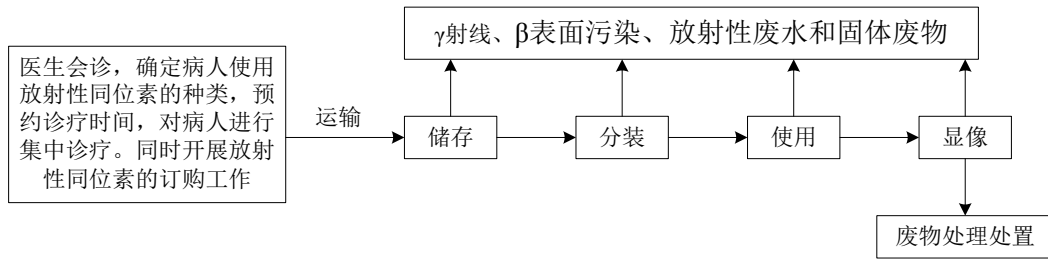 γ射线、β表面污染、放射性废水和固体废物
医生会诊，确定病人使用
放射性同位素的种类，预
约诊疗时间，对病人进行
集中诊疗。同时开展放射
性同位素的订购工作
运输
储存
分装
使用
显像
废物处理处置